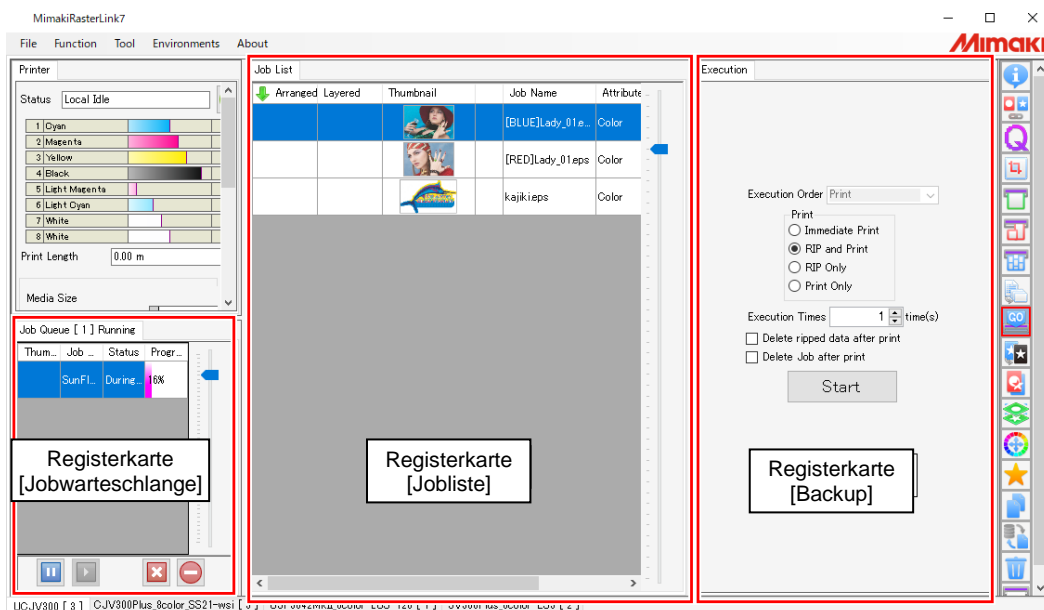 MimakiRasterLink7
File Function Tool Environments About
Mimaki
Printer
Status Local Idle
1 Cyan
2 Magenta
3 Yellow
4 Black
5 Light Magenta
6 Light Cyan
7 White
8 White
Print Length 0.00 m
Media Size
Job Queue [ 1 ] Running
Thum... Job ... Status Progr...
SunFl... During... 16%
Registerkarte
[Jobwarteschlange]
Job List
Arranged Layered Thumbnail Job Name Attribute
[BLUE]Lady_01.e... Color
[RED]Lady_01.eps Color
kajiki.eps Color
Registerkarte
[Jobliste]
Execution
Execution Order Print
Print
Immediate Print
RIP and Print
RIP Only
Print Only
Execution Times 1 time(s)
Delete ripped data after print
Delete Job after print
Start
Registerkarte
[Backup]
GO
UCJV300 [ 3 ] CJV300Plus_8color_SS21-wsi [